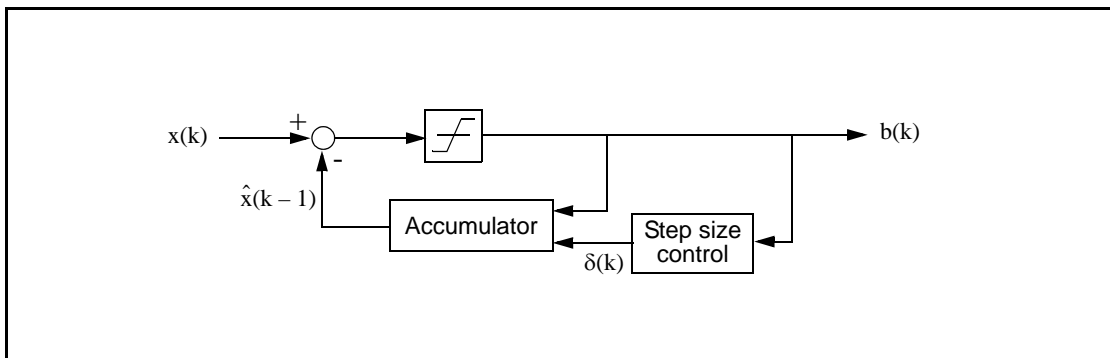 +
x(k)
b(k)
-
x̂(k – 1)
Accumulator
Step size
control
δ(k)